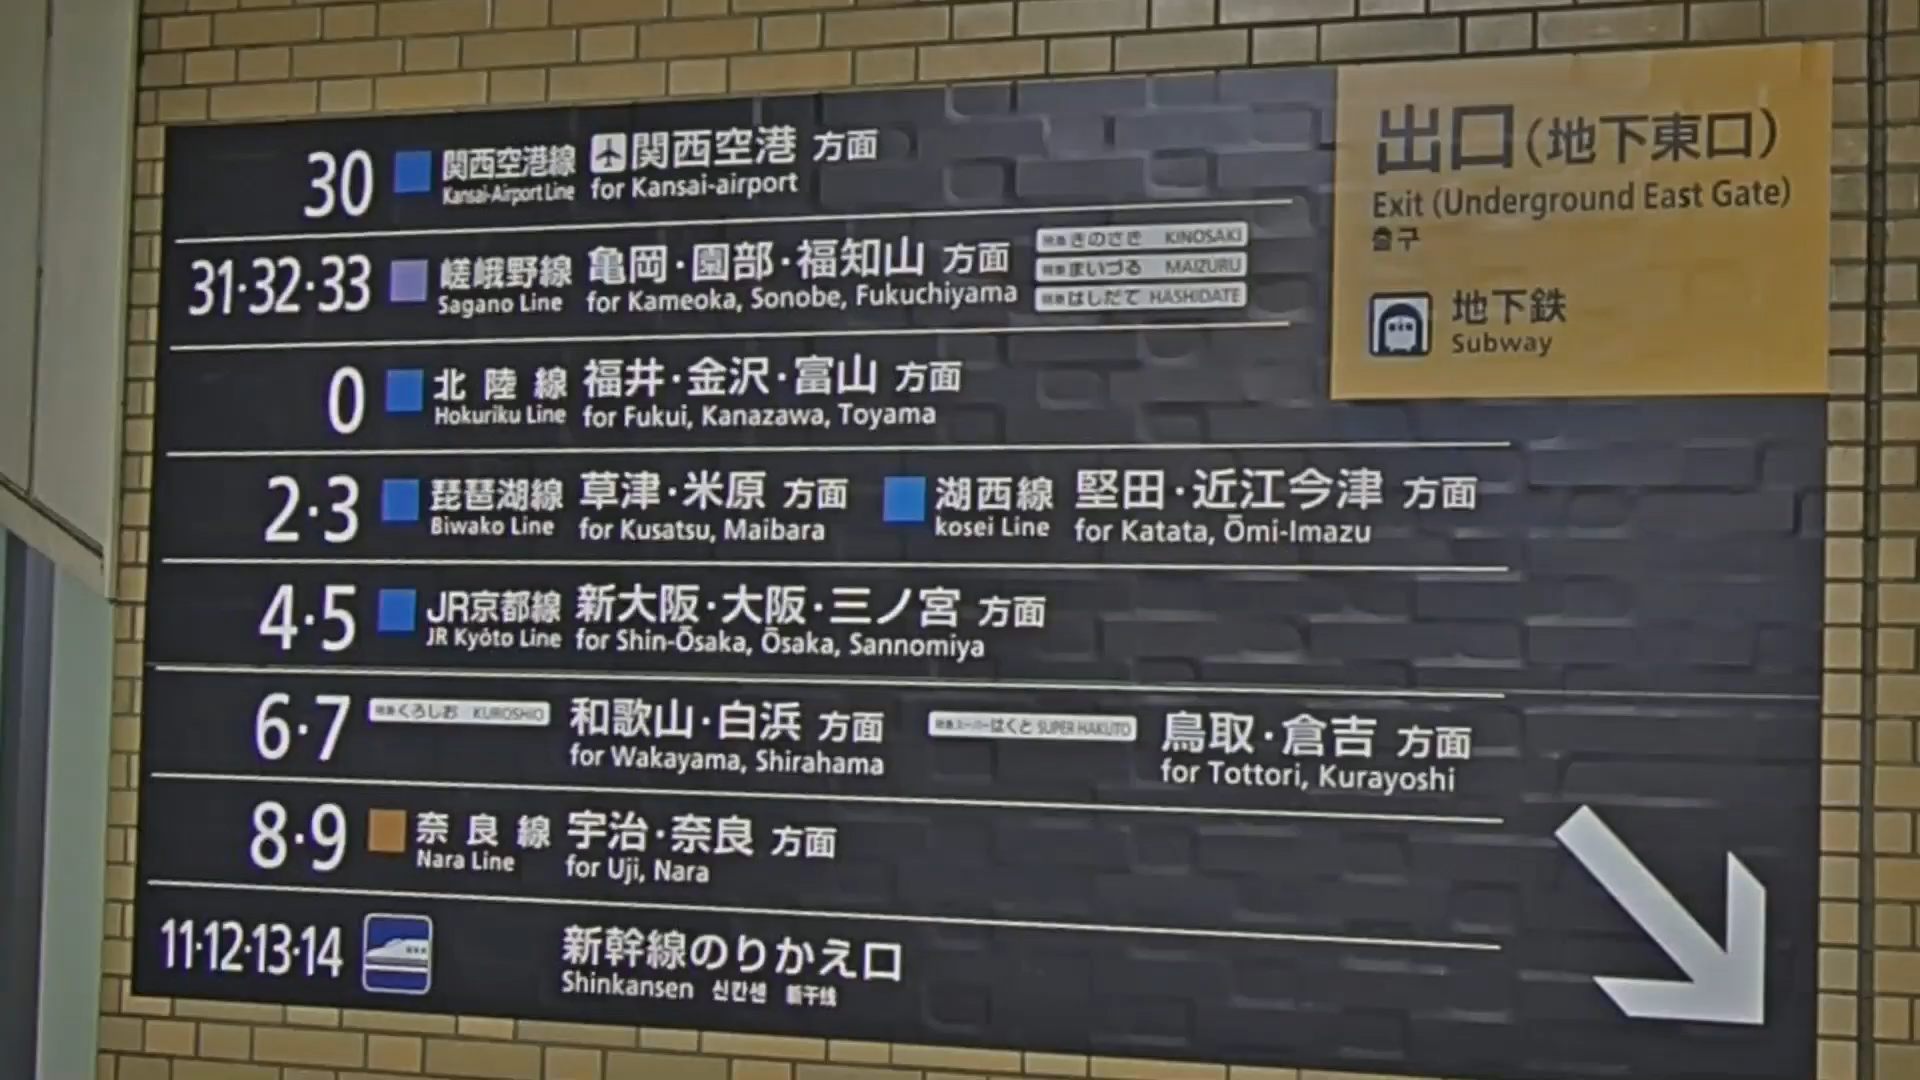 30 関西空港線 関西空港 方面
Kansai-Airport Line for Kansai-airport
31·32·33 嵯峨野線 亀岡·園部·福知山 方面
Sagano Line for Kameoka, Sonobe, Fukuchiyama
特急 きのさき KINOSAKI
特急 まいづる MAIZURU
特急 はしだて HASHIDATE
0 北陸線 福井·金沢·富山 方面
Hokuriku Line for Fukui, Kanazawa, Toyama
2·3 琵琶湖線 草津·米原 方面 湖西線 堅田·近江今津 方面
Biwako Line for Kusatsu, Maibara kosei Line for Katata, Ōmi-Imazu
4·5 JR京都線 新大阪·大阪·三ノ宮 方面
JR Kyōto Line for Shin-Ōsaka, Ōsaka, Sannomiya
6·7 特急 くろしお KUROSHIO 和歌山·白浜 方面 特急 スーパーはくと SUPER HAKUTO 鳥取·倉吉 方面
for Wakayama, Shirahama for Tottori, Kurayoshi
8·9 奈良線 宇治·奈良 方面
Nara Line for Uji, Nara
11·12·13·14 新幹線のりかえ口
Shinkansen 신칸센 新干线
出口(地下東口)
Exit (Underground East Gate)
출구
地下鉄
Subway